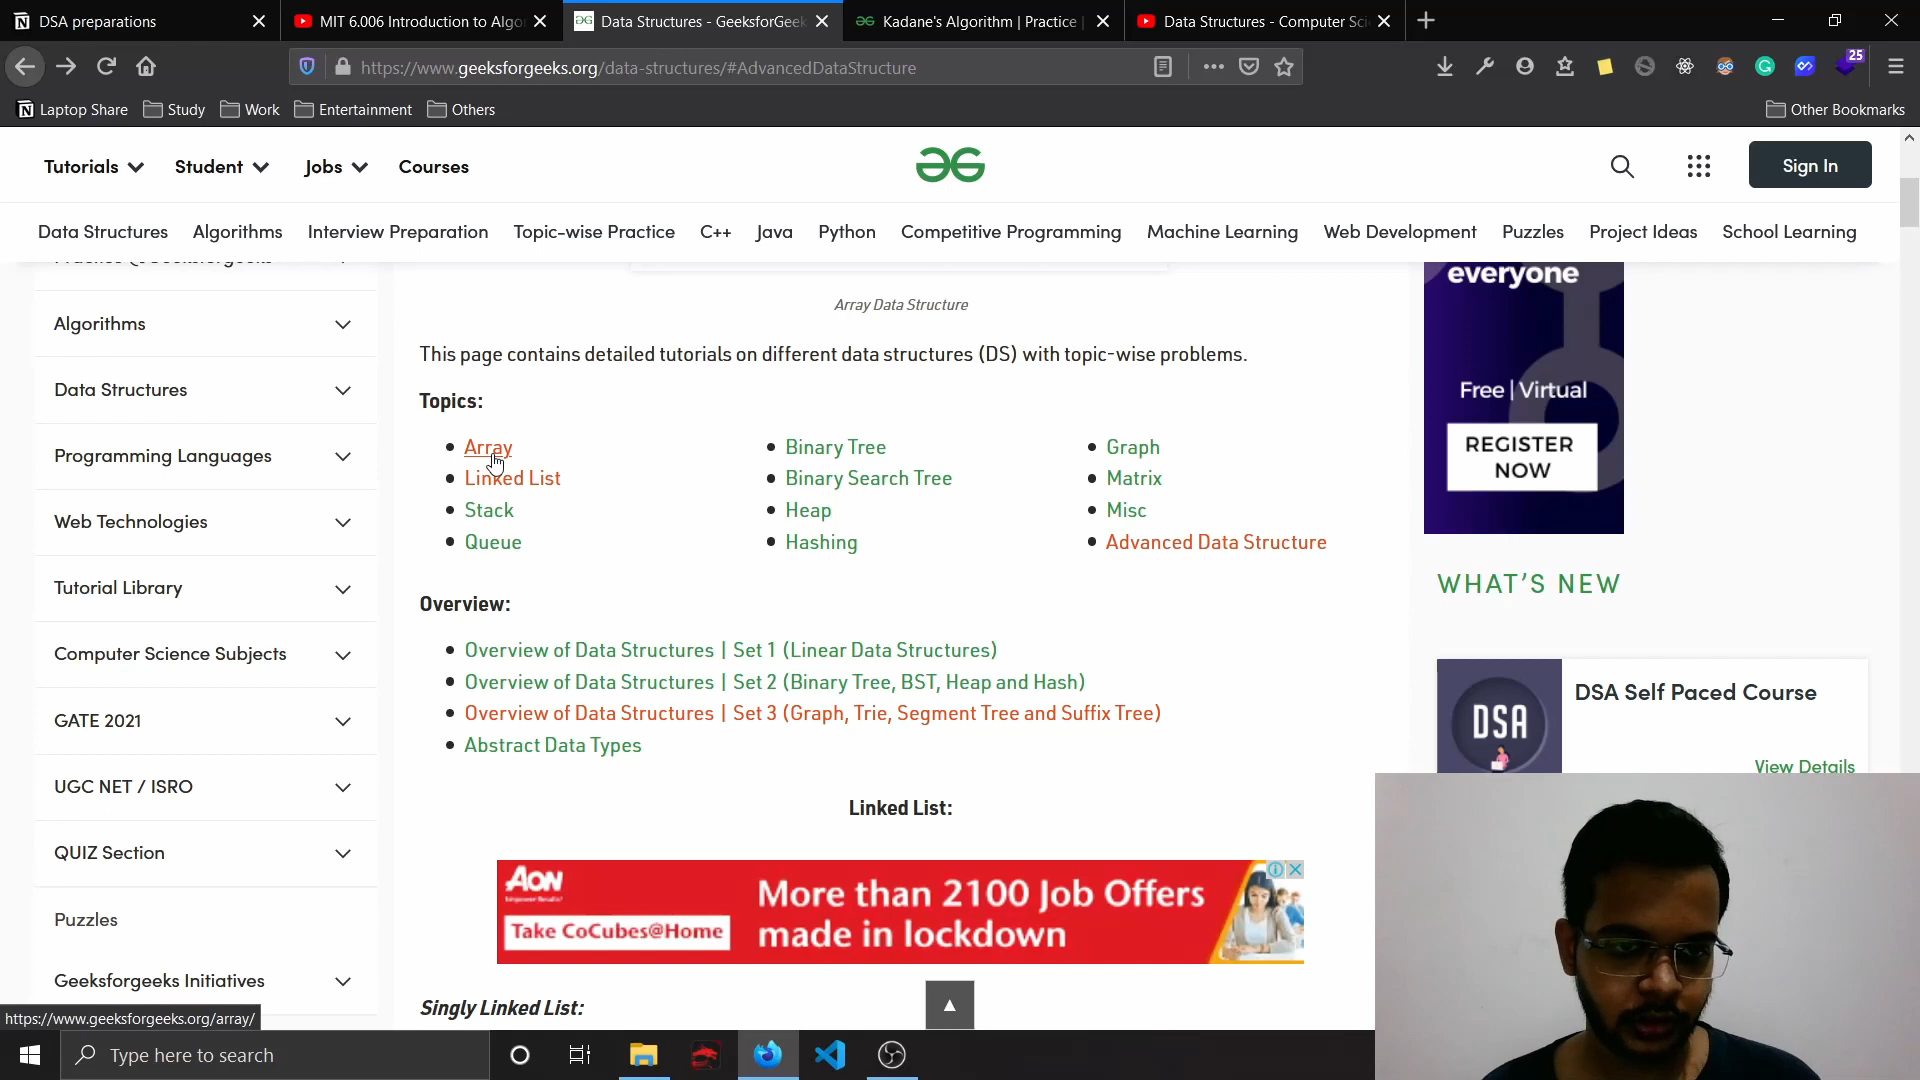 DSA preparations
MIT 6.006 Introduction to Algo
Data Structures - GeeksforGeek
Kadane's Algorithm | Practice |
Data Structures - Computer Sci
https://www.geeksforgeeks.org/data-structures/#AdvancedDataStructure
25
Laptop Share Study Work Entertainment Others Other Bookmarks
Tutorials Student Jobs Courses Sign In
Data Structures Algorithms Interview Preparation Topic-wise Practice C++ Java Python Competitive Programming Machine Learning Web Development Puzzles Project Ideas School Learning
Algorithms
Data Structures
Programming Languages
Web Technologies
Tutorial Library
Computer Science Subjects
GATE 2021
UGC NET / ISRO
QUIZ Section
Puzzles
Geeksforgeeks Initiatives
https://www.geeksforgeeks.org/array/
Array Data Structure
This page contains detailed tutorials on different data structures (DS) with topic-wise problems.
Topics:
Array
Linked List
Stack
Queue
Binary Tree
Binary Search Tree
Heap
Hashing
Graph
Matrix
Misc
Advanced Data Structure
Overview:
Overview of Data Structures | Set 1 (Linear Data Structures)
Overview of Data Structures | Set 2 (Binary Tree, BST, Heap and Hash)
Overview of Data Structures | Set 3 (Graph, Trie, Segment Tree and Suffix Tree)
Abstract Data Types
Linked List:
AON
Take CoCubes@Home
More than 2100 Job Offers
made in lockdown
Singly Linked List:
everyone
Free | Virtual
REGISTER
NOW
WHAT'S NEW
DSA
DSA Self Paced Course
View Details
Type here to search